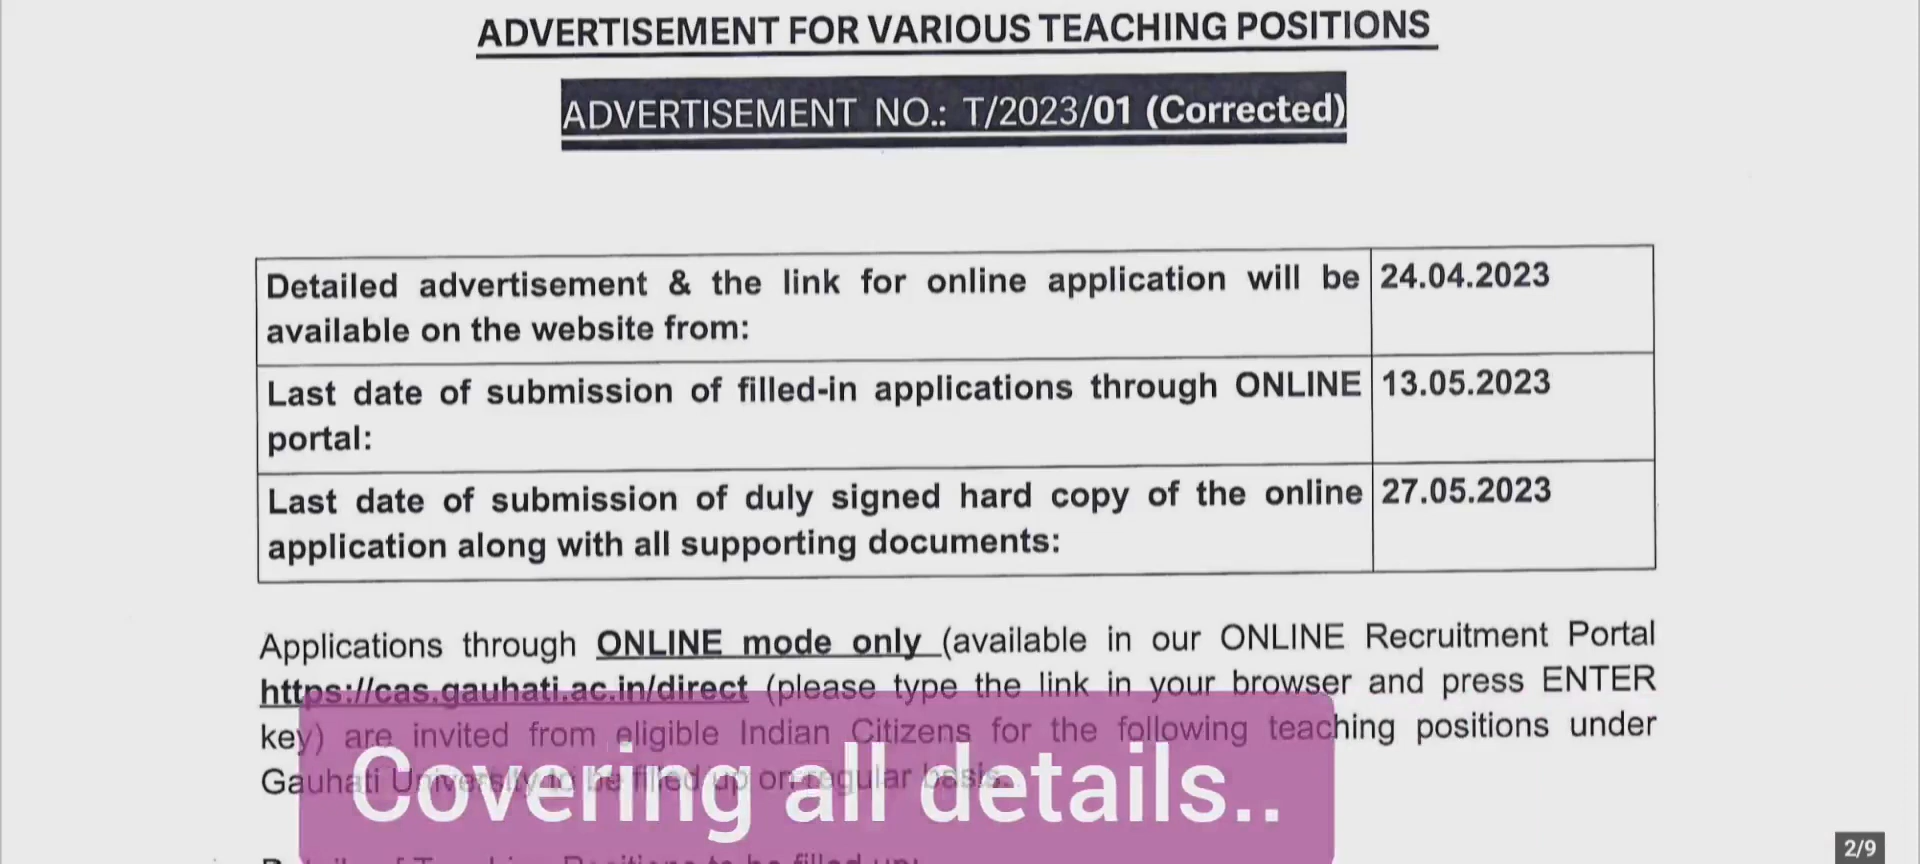 ADVERTISEMENT FOR VARIOUS TEACHING POSITIONS
ADVERTISEMENT NO.: T/2023/01 (Corrected)
Detailed advertisement & the link for online application will be available on the website from: 24.04.2023
Last date of submission of filled-in applications through ONLINE portal: 13.05.2023
Last date of submission of duly signed hard copy of the online application along with all supporting documents: 27.05.2023
Applications through ONLINE mode only (available in our ONLINE Recruitment Portal
https://cas.gauhati.ac.in/direct (please type the link in your browser and press ENTER
key) are invited from eligible Indian Citizens for the following teaching positions under
Gauhati University to be filled up on regular basis.
Covering all details..
2/9